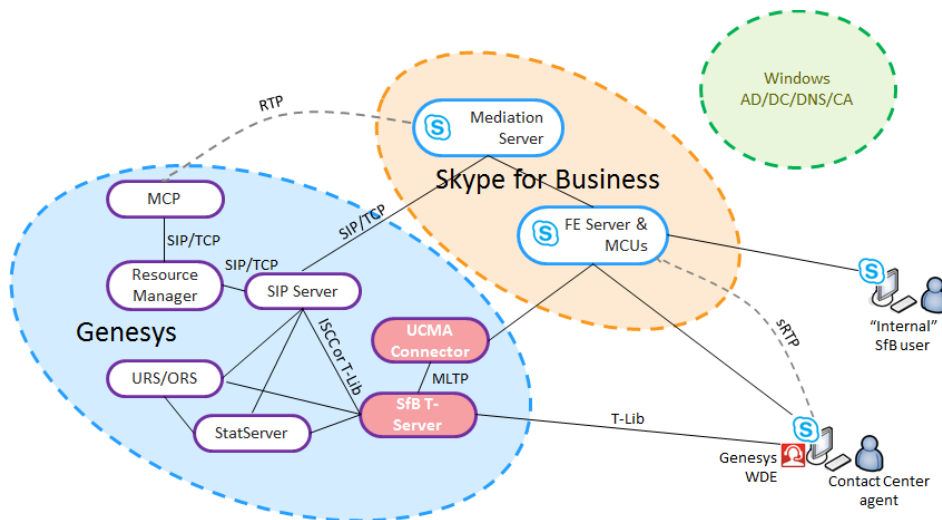 Windows
AD/DC/DNS/CA
RTP
Mediation
Server
Skype for Business
MCP
SIP/TCP
FE Server &
MCUs
SIP/TCP
SIP/TCP
Resource
Manager
SIP Server
Genesys
ISCC or T-Lib
UCMA
Connector
sRTP
"Internal"
SfB user
MLTP
URS/ORS
SfB T-
Server
StatServer
T-Lib
Genesys
WDE
Contact Center
agent